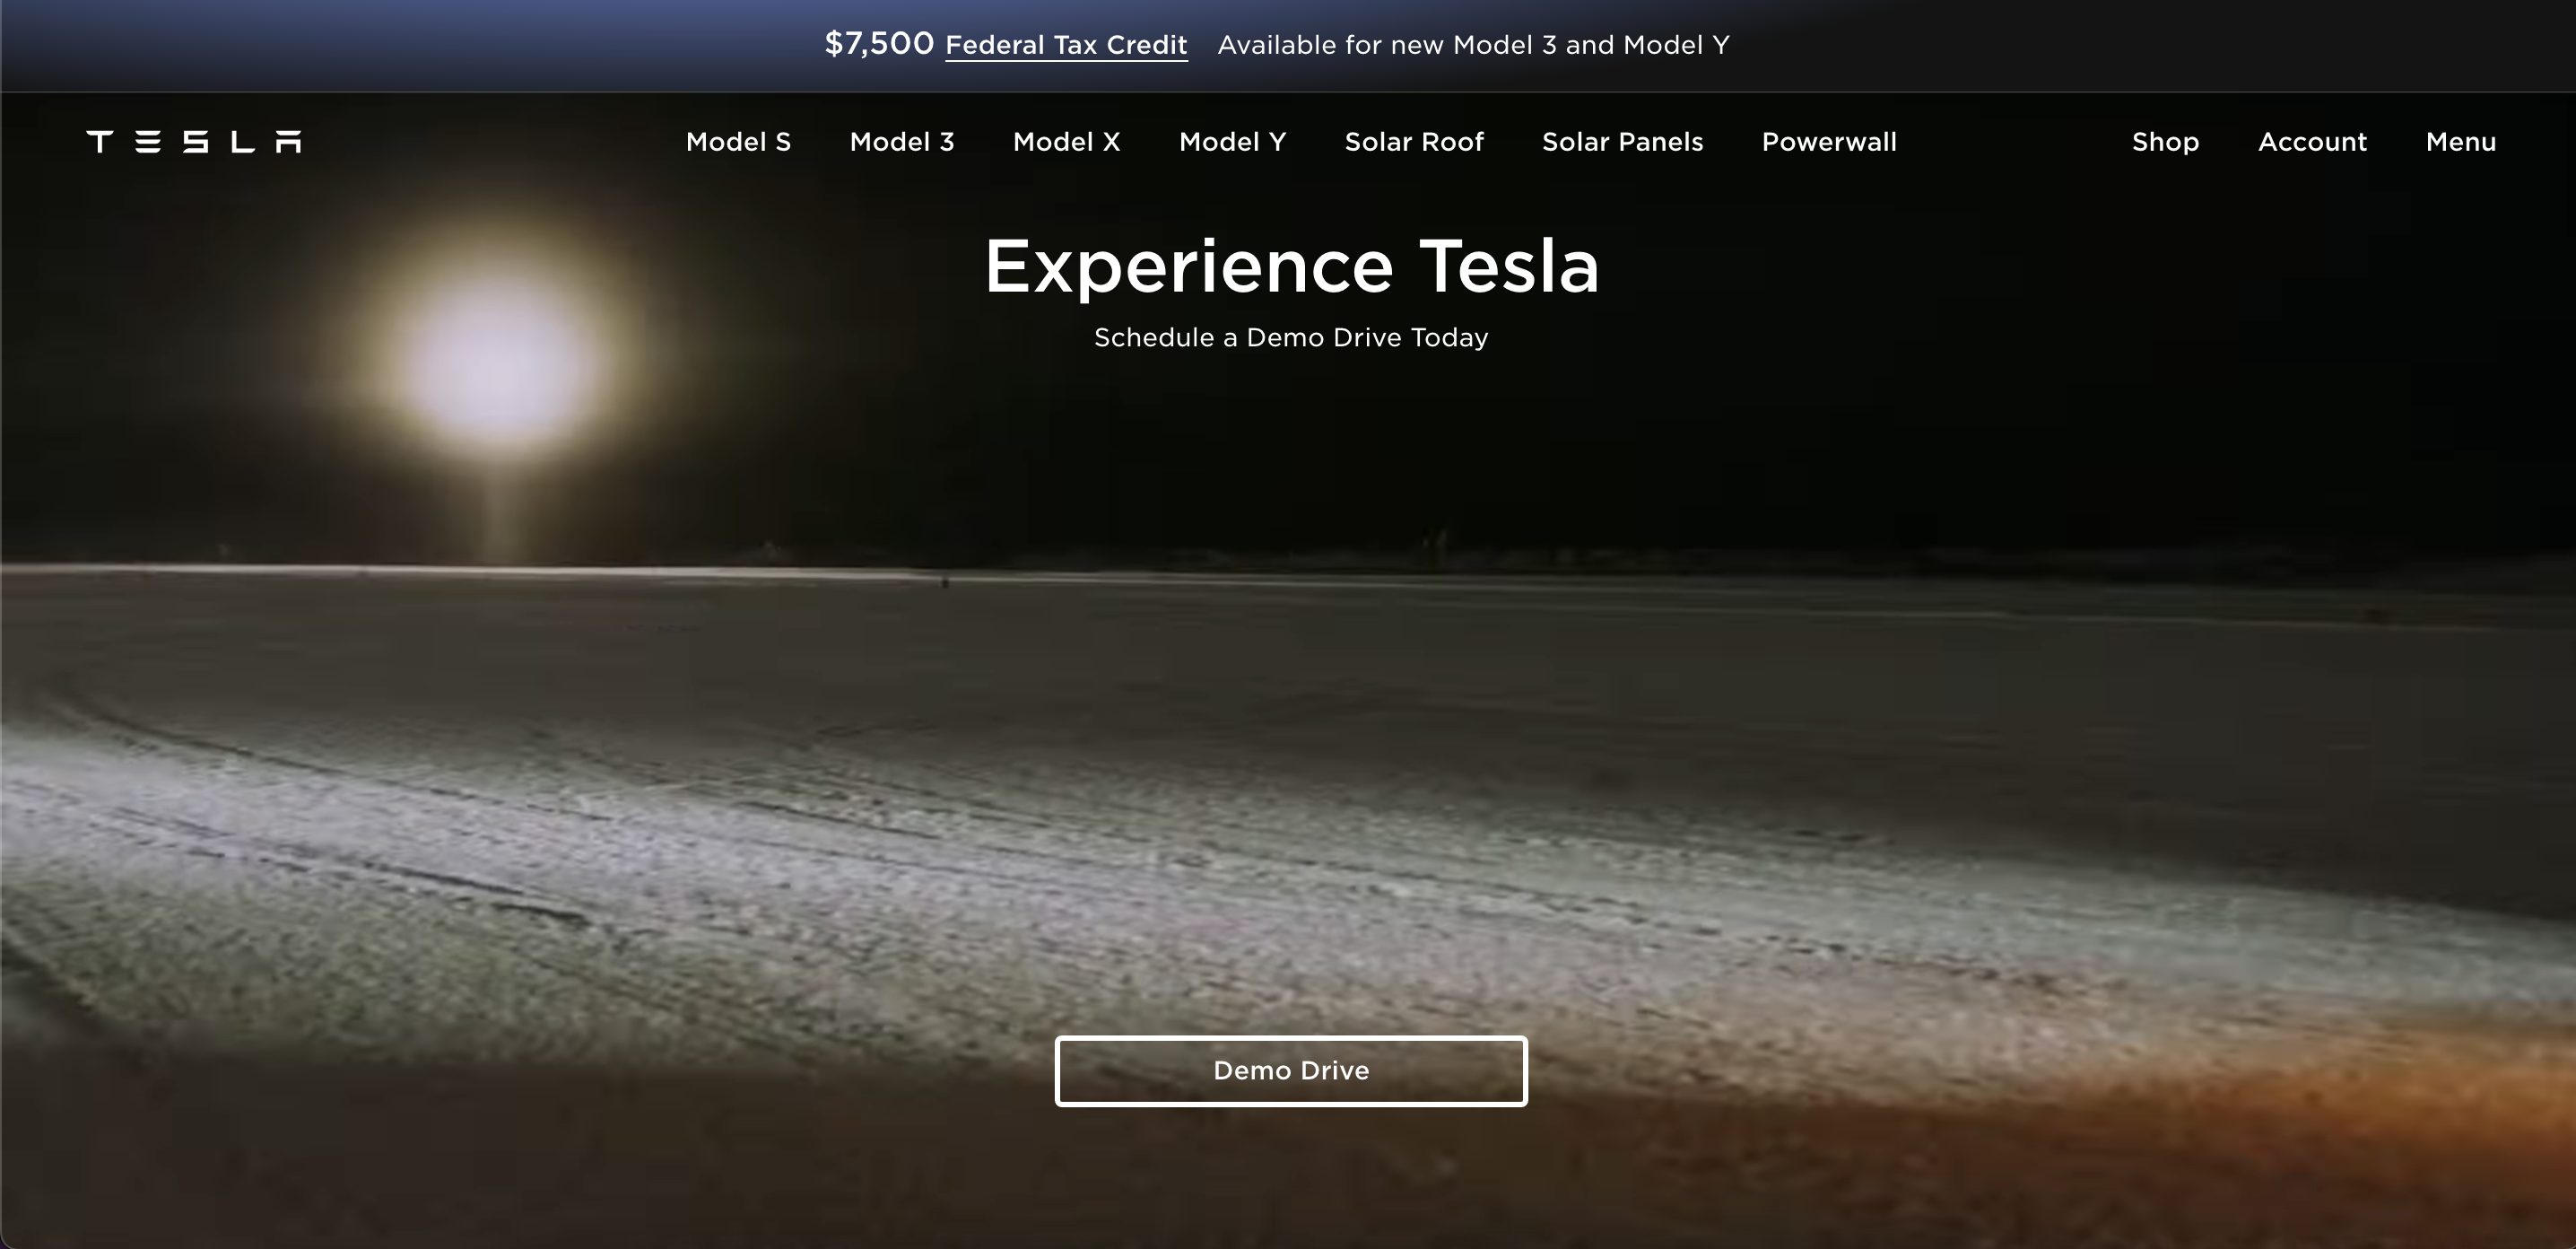 $7,500 Federal Tax Credit Available for new Model 3 and Model Y
TESLA Model S Model 3 Model X Model Y Solar Roof Solar Panels Powerwall Shop Account Menu
Experience Tesla
Schedule a Demo Drive Today
Demo Drive